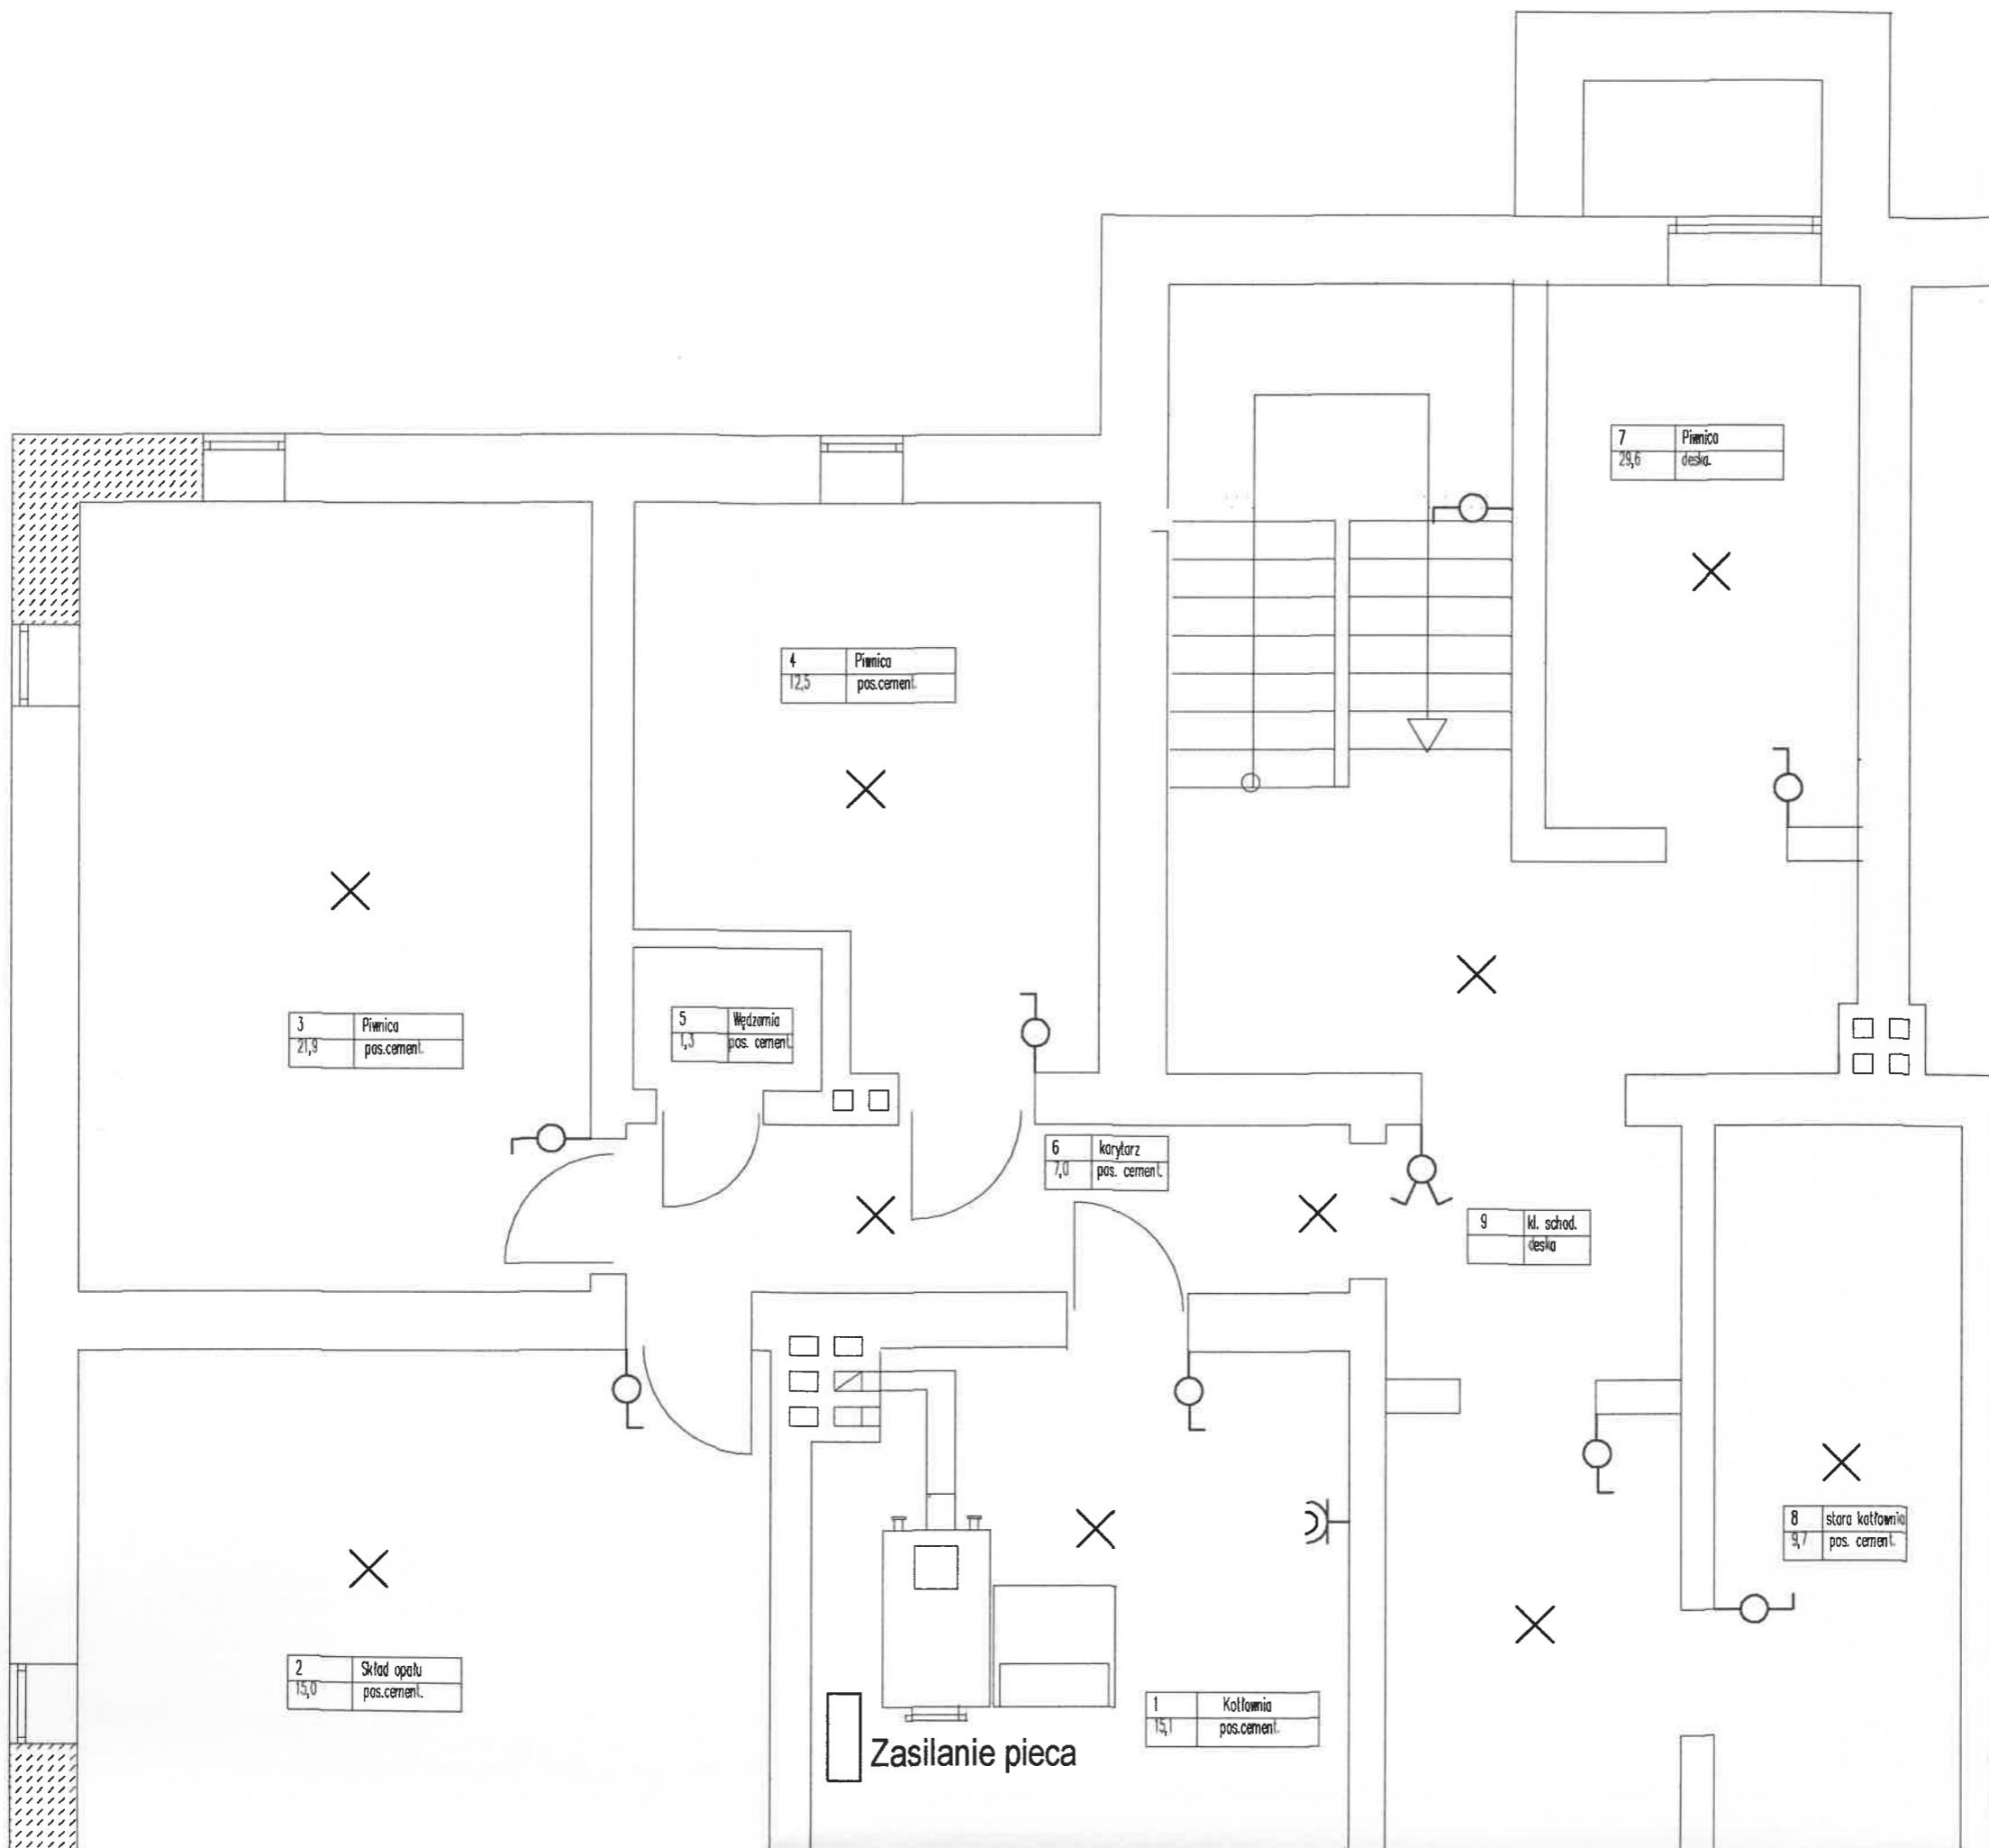 7 Piwnica
29,6 deska.
4 Piwnica
12,5 pos.cement.
3 Piwnica
21,9 pos.cement.
5 Wędzarnia
1,3 pos. cement.
6 korytarz
7,0 pos. cement.
9 kl. schod.
deska
8 stara kotłownia
9,7 pos. cement.
2 Skład opału
15,0 pos.cement.
1 Kotłownia
15,1 pos.cement.
Zasilanie pieca